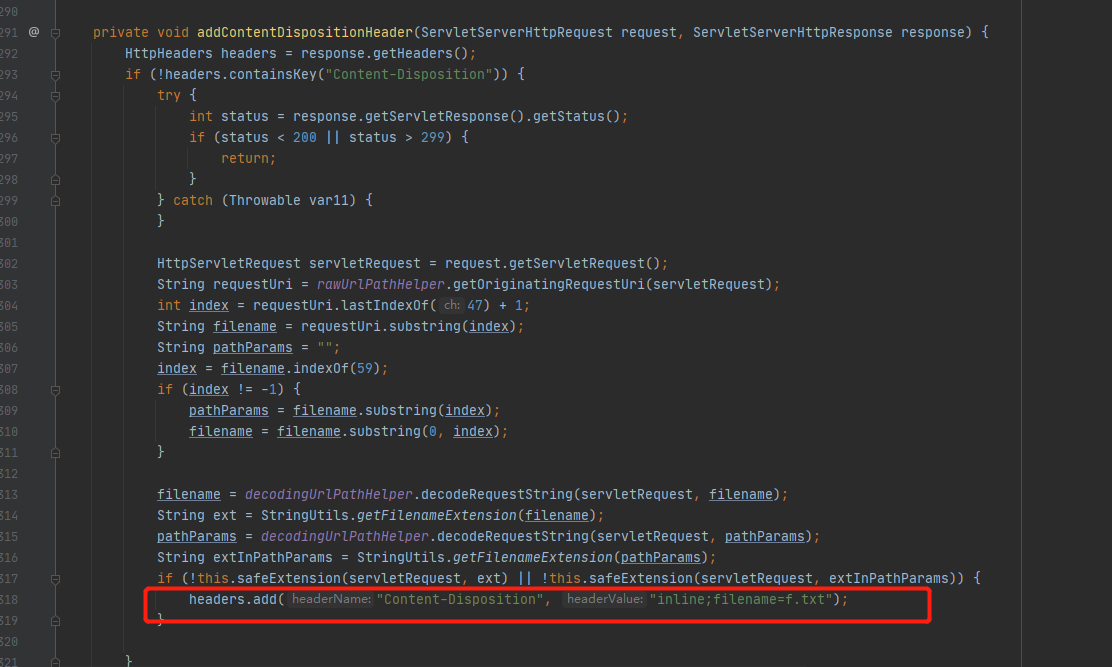 290
291 @ private void addContentDispositionHeader(ServletServerHttpRequest request, ServletServerHttpResponse response) {
292 HttpHeaders headers = response.getHeaders();
293 if (!headers.containsKey("Content-Disposition")) {
294 try {
295 int status = response.getServletResponse().getStatus();
296 if (status < 200 || status > 299) {
297 return;
298 }
299 } catch (Throwable var11) {
300 }
301
302 HttpServletRequest servletRequest = request.getServletRequest();
303 String requestUri = rawUrlPathHelper.getOriginatingRequestUri(servletRequest);
304 int index = requestUri.lastIndexOf( ch: 47) + 1;
305 String filename = requestUri.substring(index);
306 String pathParams = "";
307 index = filename.indexOf(59);
308 if (index != -1) {
309 pathParams = filename.substring(index);
310 filename = filename.substring(0, index);
311 }
312
313 filename = decodingUrlPathHelper.decodeRequestString(servletRequest, filename);
314 String ext = StringUtils.getFilenameExtension(filename);
315 pathParams = decodingUrlPathHelper.decodeRequestString(servletRequest, pathParams);
316 String extInPathParams = StringUtils.getFilenameExtension(pathParams);
317 if (!this.safeExtension(servletRequest, ext) || !this.safeExtension(servletRequest, extInPathParams)) {
318 headers.add( headerName: "Content-Disposition", headerValue: "inline;filename=f.txt");
319 }
320
321 }